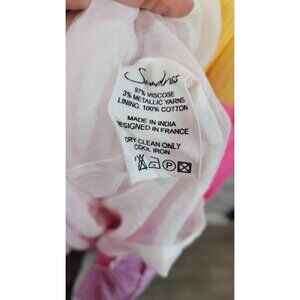 Sundress
97% VISCOSE
3% METALLIC YARNS
LINING: 100% COTTON
MADE IN INDIA
DESIGNED IN FRANCE
DRY CLEAN ONLY
COOL IRON
P